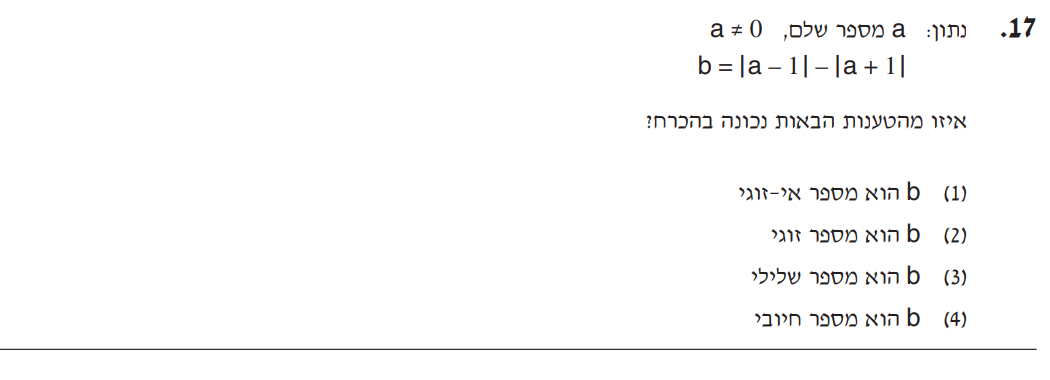 17. נתון: a מספר שלם, a ≠ 0
b = |a – 1| – |a + 1|
איזו מהטענות הבאות נכונה בהכרח?
(1) b הוא מספר אי-זוגי
(2) b הוא מספר זוגי
(3) b הוא מספר שלילי
(4) b הוא מספר חיובי